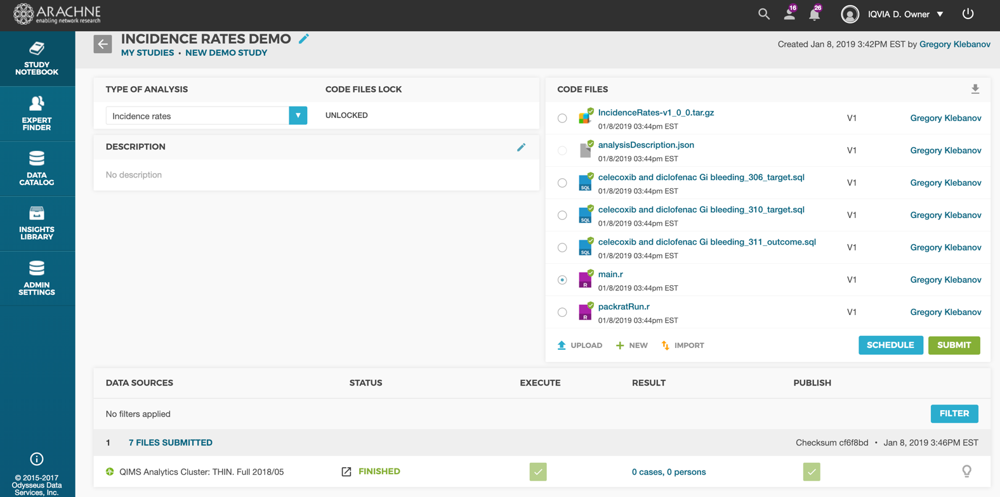 ARACHNE
enabling network research
16
26
IQVIA D. Owner
INCIDENCE RATES DEMO
MY STUDIES • NEW DEMO STUDY
Created Jan 8, 2019 3:42PM EST by Gregory Klebanov
STUDY
NOTEBOOK
EXPERT
FINDER
DATA
CATALOG
INSIGHTS
LIBRARY
ADMIN
SETTINGS
© 2015-2017
Odysseus Data
Services, Inc.
TYPE OF ANALYSIS
CODE FILES LOCK
Incidence rates
UNLOCKED
DESCRIPTION
No description
CODE FILES
IncidenceRates-v1_0_0.tar.gz
01/8/2019 03:44pm EST
V1
Gregory Klebanov
analysisDescription.json
01/8/2019 03:44pm EST
V1
Gregory Klebanov
SQL
celecoxib and diclofenac Gi bleeding_306_target.sql
01/8/2019 03:44pm EST
V1
Gregory Klebanov
SQL
celecoxib and diclofenac Gi bleeding_310_target.sql
01/8/2019 03:44pm EST
V1
Gregory Klebanov
SQL
celecoxib and diclofenac Gi bleeding_311_outcome.sql
01/8/2019 03:44pm EST
V1
Gregory Klebanov
R
main.r
01/8/2019 03:44pm EST
V1
Gregory Klebanov
R
packratRun.r
01/8/2019 03:44pm EST
V1
Gregory Klebanov
UPLOAD
NEW
IMPORT
SCHEDULE
SUBMIT
DATA SOURCES
STATUS
EXECUTE
RESULT
PUBLISH
No filters applied
FILTER
1
7 FILES SUBMITTED
Checksum cf6f8bd • Jan 8, 2019 3:46PM EST
QIMS Analytics Cluster: THIN. Full 2018/05
FINISHED
0 cases, 0 persons